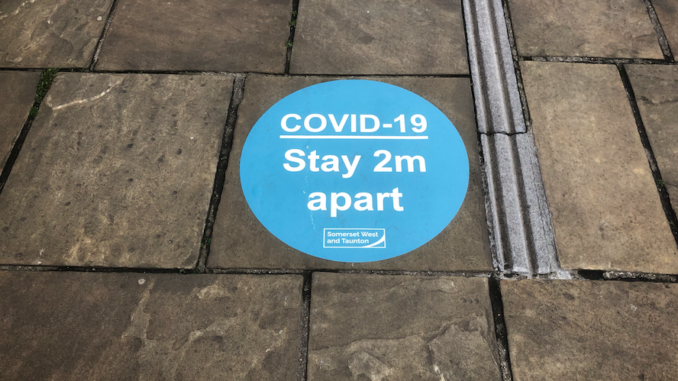 COVID-19
Stay 2m
apart
Somerset West
and Taunton